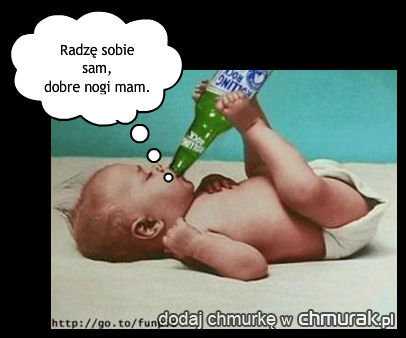 Radzę sobie
sam,
dobre nogi mam.
ROLLING
ROCK
http://go.to/fun
dodaj chmurkę w chmurak.pl